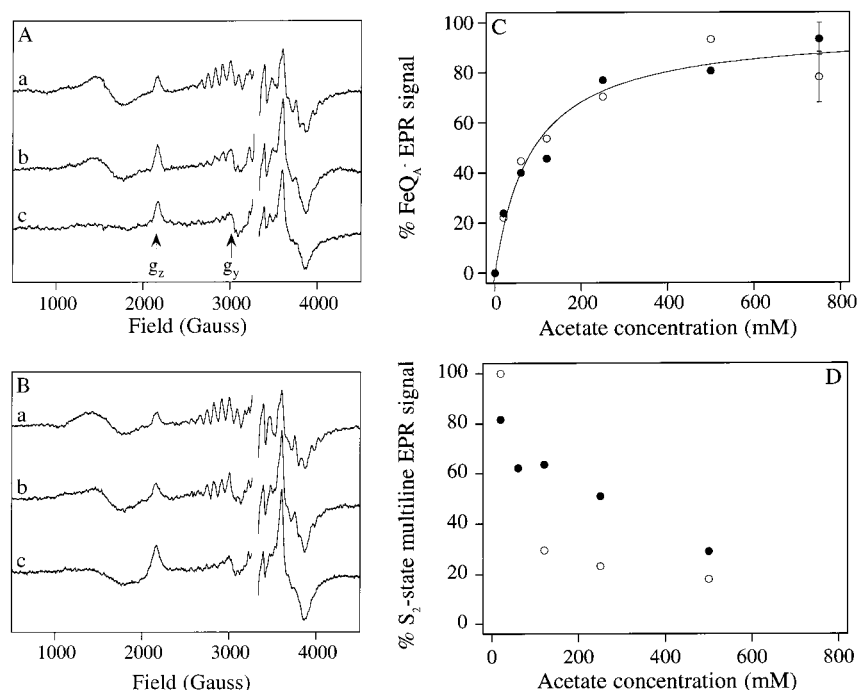 A
a
b
c
g_z
g_y
1000
2000
3000
4000
Field (Gauss)
B
a
b
c
1000
2000
3000
4000
Field (Gauss)
C
% FeQ_A- EPR signal
100
80
60
40
20
0
0
200
400
600
800
Acetate concentration (mM)
D
% S_2-state multiline EPR signal
100
80
60
40
20
0
0
200
400
600
800
Acetate concentration (mM)